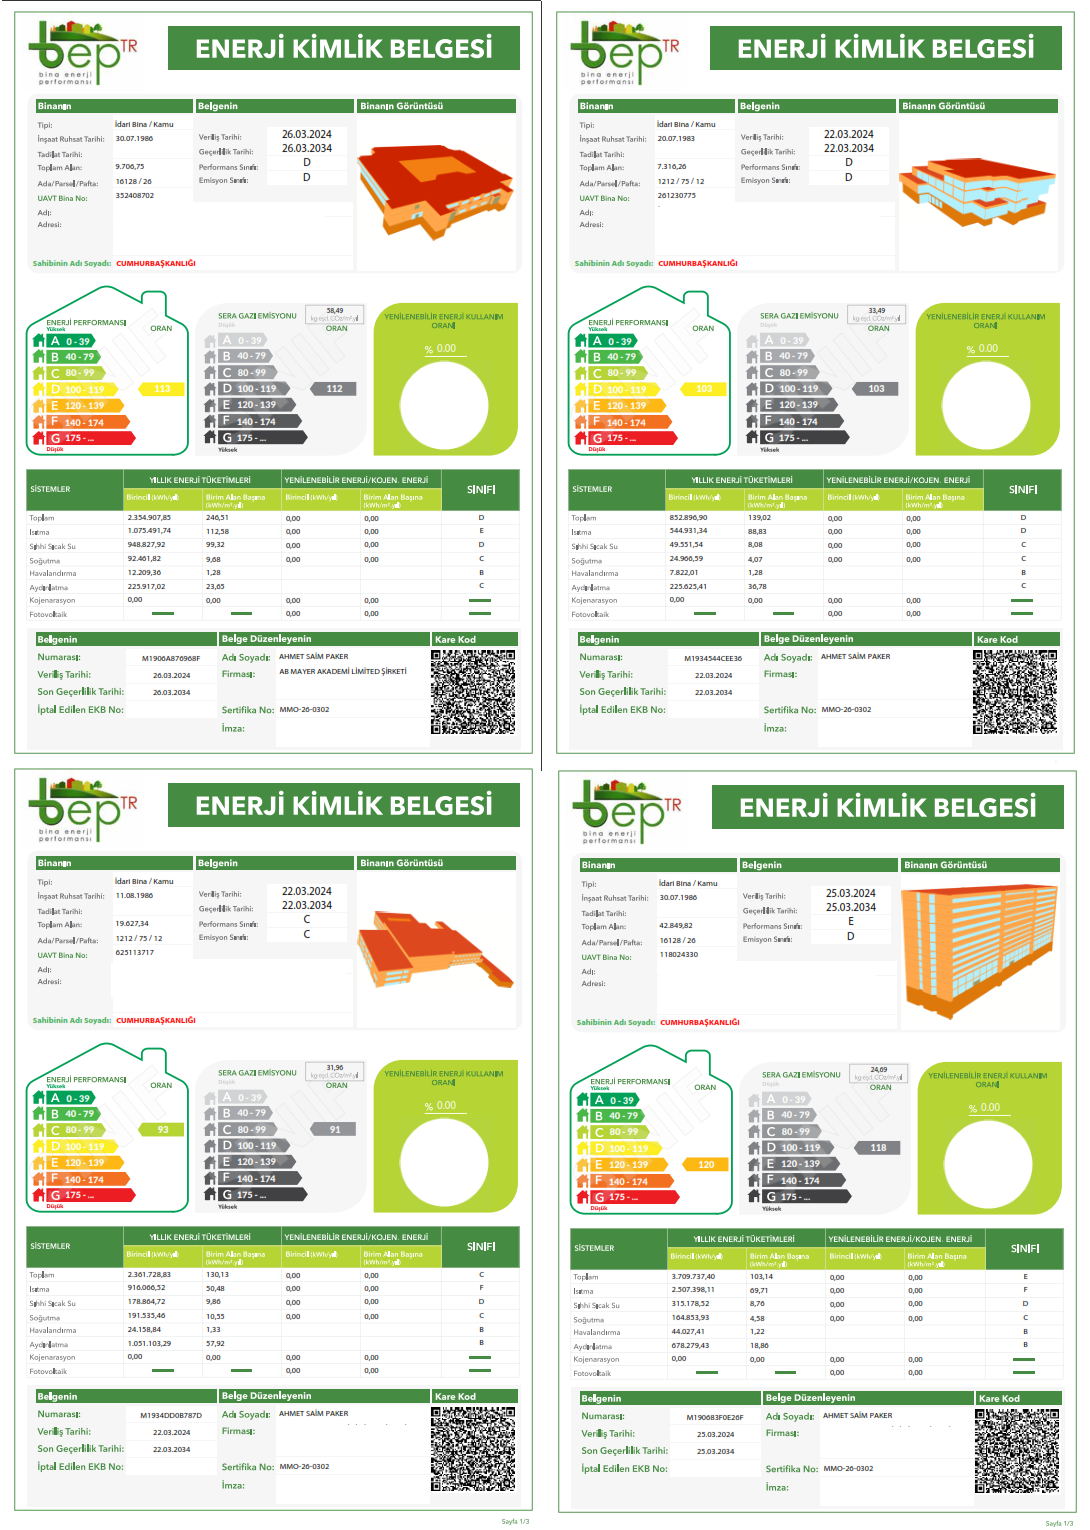 bep TR
bina enerji
performansı
ENERJİ KİMLİK BELGESİ
Binanın
Belgenin
Binanın Görüntüsü
Tipi: İdari Bina / Kamu
İnşaat Ruhsat Tarihi: 30.07.1986
Tadilat Tarihi:
Toplam Alan: 9.706,75
Ada/Parsel/Pafta: 16128 / 26
UAVT Bina No: 352408702
Adı:
Adresi:
Sahibinin Adı Soyadı: CUMHURBAŞKANLIĞI
Veriliş Tarihi: 26.03.2024
Geçerlilik Tarihi: 26.03.2034
Performans Sınıfı: D
Emisyon Sınıfı: D
ENERJİ PERFORMANSI
Yüksek
ORAN
A 0 - 39
B 40 - 79
C 80 - 99
D 100 - 119 113
E 120 - 139
F 140 - 174
G 175 - ...
Düşük
SERA GAZI EMİSYONU
Düşük
58,49
kg eşd. CO2/m².yıl
ORAN
A 0 - 39
B 40 - 79
C 80 - 99
D 100 - 119 112
E 120 - 139
F 140 - 174
G 175 - ...
Yüksek
YENİLENEBİLİR ENERJİ KULLANIM
ORANI
% 0.00
SİSTEMLER YILLIK ENERJİ TÜKETİMLERİ YENİLENEBİLİR ENERJİ/KOJEN. ENERJİ SINIFI
Birincil (kWh/yıl) Birim Alan Başına (kWh/m².yıl) Birincil (kWh/yıl) Birim Alan Başına (kWh/m².yıl)
Toplam 2.354.907,85 246,51 0,00 0,00 D
Isıtma 1.075.491,74 112,58 0,00 0,00 E
Sıhhi Sıcak Su 948.827,92 99,32 0,00 0,00 D
Soğutma 92.461,82 9,68 0,00 0,00 C
Havalandırma 12.209,36 1,28 B
Aydınlatma 225.917,02 23,65 C
Kojenarasyon 0,00 0,00 0,00 0,00
Fotovoltaik 0,00 0,00
Belgenin
Belge Düzenleyenin
Kare Kod
Numarası: M1906A876968F
Veriliş Tarihi: 26.03.2024
Son Geçerlilik Tarihi: 26.03.2034
İptal Edilen EKB No:
Adı Soyadı: AHMET SAİM PAKER
Firması: AB MAYER AKADEMİ LİMİTED ŞİRKETİ
Sertifika No: MMO-26-0302
İmza:
bep TR
bina enerji
performansı
ENERJİ KİMLİK BELGESİ
Binanın
Belgenin
Binanın Görüntüsü
Tipi: İdari Bina / Kamu
İnşaat Ruhsat Tarihi: 20.07.1983
Tadilat Tarihi:
Toplam Alan: 7.316,26
Ada/Parsel/Pafta: 1212 / 75 / 12
UAVT Bina No: 261230775
Adı:
Adresi:
Sahibinin Adı Soyadı: CUMHURBAŞKANLIĞI
Veriliş Tarihi: 22.03.2024
Geçerlilik Tarihi: 22.03.2034
Performans Sınıfı: D
Emisyon Sınıfı: D
ENERJİ PERFORMANSI
Yüksek
ORAN
A 0 - 39
B 40 - 79
C 80 - 99
D 100 - 119 103
E 120 - 139
F 140 - 174
G 175 - ...
Düşük
SERA GAZI EMİSYONU
Düşük
33,49
kg eşd. CO2/m².yıl
ORAN
A 0 - 39
B 40 - 79
C 80 - 99
D 100 - 119 103
E 120 - 139
F 140 - 174
G 175 - ...
Yüksek
YENİLENEBİLİR ENERJİ KULLANIM
ORANI
% 0.00
SİSTEMLER YILLIK ENERJİ TÜKETİMLERİ YENİLENEBİLİR ENERJİ/KOJEN. ENERJİ SINIFI
Birincil (kWh/yıl) Birim Alan Başına (kWh/m².yıl) Birincil (kWh/yıl) Birim Alan Başına (kWh/m².yıl)
Toplam 852.896,90 139,02 0,00 0,00 D
Isıtma 544.931,34 88,83 0,00 0,00 D
Sıhhi Sıcak Su 49.551,54 8,08 0,00 0,00 C
Soğutma 24.966,59 4,07 0,00 0,00 C
Havalandırma 7.822,01 1,28 B
Aydınlatma 225.625,41 36,78 C
Kojenarasyon 0,00 0,00 0,00 0,00
Fotovoltaik 0,00 0,00
Belgenin
Belge Düzenleyenin
Kare Kod
Numarası: M1934544CEE36
Veriliş Tarihi: 22.03.2024
Son Geçerlilik Tarihi: 22.03.2034
İptal Edilen EKB No:
Adı Soyadı: AHMET SAİM PAKER
Firması:
Sertifika No: MMO-26-0302
İmza:
bep TR
bina enerji
performansı
ENERJİ KİMLİK BELGESİ
Binanın
Belgenin
Binanın Görüntüsü
Tipi: İdari Bina / Kamu
İnşaat Ruhsat Tarihi: 11.08.1986
Tadilat Tarihi:
Toplam Alan: 19.627,34
Ada/Parsel/Pafta: 1212 / 75 / 12
UAVT Bina No: 625113717
Adı:
Adresi:
Sahibinin Adı Soyadı: CUMHURBAŞKANLIĞI
Veriliş Tarihi: 22.03.2024
Geçerlilik Tarihi: 22.03.2034
Performans Sınıfı: C
Emisyon Sınıfı: C
ENERJİ PERFORMANSI
Yüksek
ORAN
A 0 - 39
B 40 - 79
C 80 - 99 93
D 100 - 119
E 120 - 139
F 140 - 174
G 175 - ...
Düşük
SERA GAZI EMİSYONU
Düşük
31,96
kg eşd. CO2/m².yıl
ORAN
A 0 - 39
B 40 - 79
C 80 - 99 91
D 100 - 119
E 120 - 139
F 140 - 174
G 175 - ...
Yüksek
YENİLENEBİLİR ENERJİ KULLANIM
ORANI
% 0.00
SİSTEMLER YILLIK ENERJİ TÜKETİMLERİ YENİLENEBİLİR ENERJİ/KOJEN. ENERJİ SINIFI
Birincil (kWh/yıl) Birim Alan Başına (kWh/m².yıl) Birincil (kWh/yıl) Birim Alan Başına (kWh/m².yıl)
Toplam 2.361.728,83 130,13 0,00 0,00 C
Isıtma 916.066,52 50,48 0,00 0,00 F
Sıhhi Sıcak Su 178.864,72 9,86 0,00 0,00 D
Soğutma 191.535,46 10,55 0,00 0,00 C
Havalandırma 24.158,84 1,33 B
Aydınlatma 1.051.103,29 57,92 B
Kojenarasyon 0,00 0,00 0,00 0,00
Fotovoltaik 0,00 0,00
Belgenin
Belge Düzenleyenin
Kare Kod
Numarası: M1934DD0B787D
Veriliş Tarihi: 22.03.2024
Son Geçerlilik Tarihi: 22.03.2034
İptal Edilen EKB No:
Adı Soyadı: AHMET SAİM PAKER
Firması:
Sertifika No: MMO-26-0302
İmza:
Sayfa 1/3
bep TR
bina enerji
performansı
ENERJİ KİMLİK BELGESİ
Binanın
Belgenin
Binanın Görüntüsü
Tipi: İdari Bina / Kamu
İnşaat Ruhsat Tarihi: 30.07.1986
Tadilat Tarihi:
Toplam Alan: 42.849,82
Ada/Parsel/Pafta: 16128 / 26
UAVT Bina No: 118024330
Adı:
Adresi:
Sahibinin Adı Soyadı: CUMHURBAŞKANLIĞI
Veriliş Tarihi: 25.03.2024
Geçerlilik Tarihi: 25.03.2034
Performans Sınıfı: E
Emisyon Sınıfı: D
ENERJİ PERFORMANSI
Yüksek
ORAN
A 0 - 39
B 40 - 79
C 80 - 99
D 100 - 119
E 120 - 139 120
F 140 - 174
G 175 - ...
Düşük
SERA GAZI EMİSYONU
Düşük
24,69
kg eşd. CO2/m².yıl
ORAN
A 0 - 39
B 40 - 79
C 80 - 99
D 100 - 119 118
E 120 - 139
F 140 - 174
G 175 - ...
Yüksek
YENİLENEBİLİR ENERJİ KULLANIM
ORANI
% 0.00
SİSTEMLER YILLIK ENERJİ TÜKETİMLERİ YENİLENEBİLİR ENERJİ/KOJEN. ENERJİ SINIFI
Birincil (kWh/yıl) Birim Alan Başına (kWh/m².yıl) Birincil (kWh/yıl) Birim Alan Başına (kWh/m².yıl)
Toplam 3.709.737,40 103,14 0,00 0,00 E
Isıtma 2.507.398,11 69,71 0,00 0,00 F
Sıhhi Sıcak Su 315.178,52 8,76 0,00 0,00 D
Soğutma 164.853,93 4,58 0,00 0,00 C
Havalandırma 44.027,41 1,22 B
Aydınlatma 678.279,43 18,86 B
Kojenarasyon 0,00 0,00 0,00 0,00
Fotovoltaik 0,00 0,00
Belgenin
Belge Düzenleyenin
Kare Kod
Numarası: M190683F0E26F
Veriliş Tarihi: 25.03.2024
Son Geçerlilik Tarihi: 25.03.2034
İptal Edilen EKB No:
Adı Soyadı: AHMET SAİM PAKER
Firması:
Sertifika No: MMO-26-0302
İmza:
Sayfa 1/3